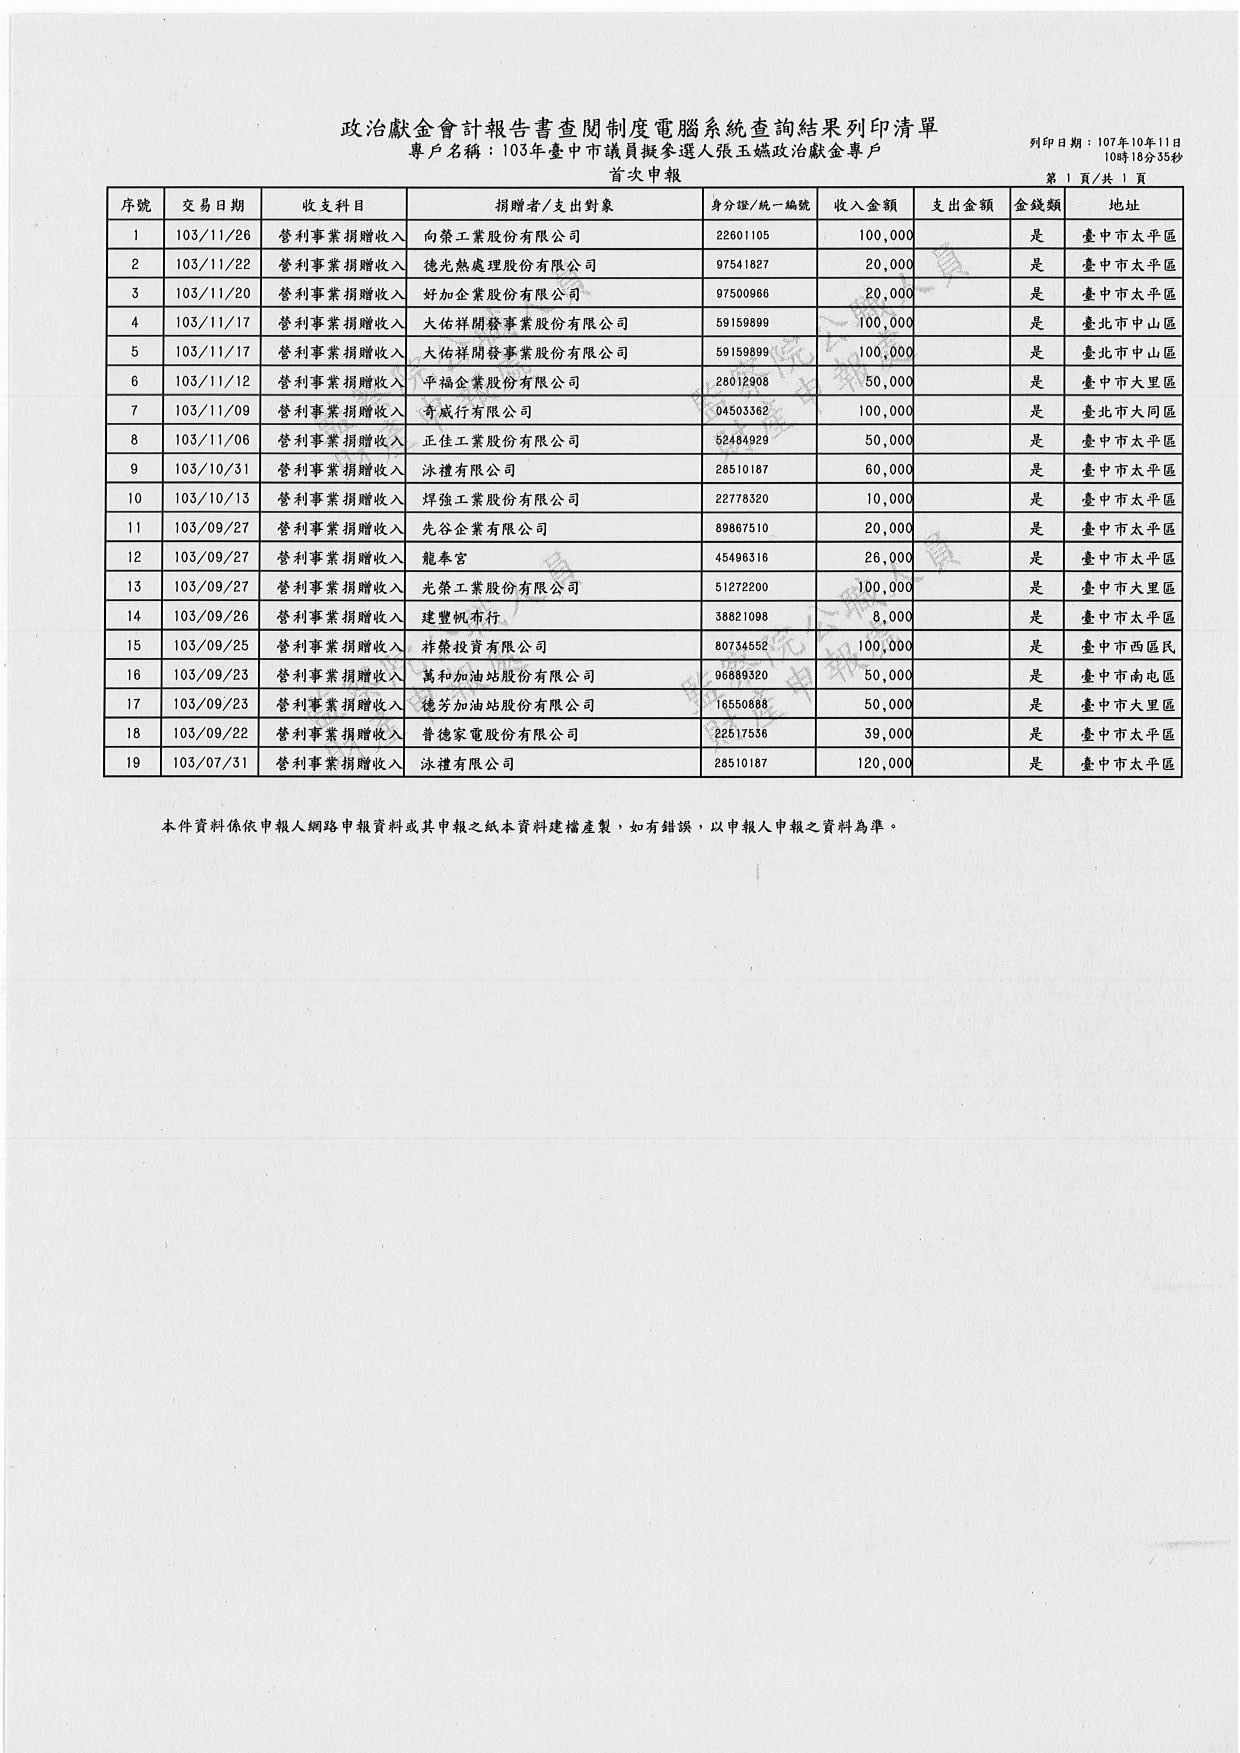 政治獻金會計報告書查閱制度電腦系統查詢結果列印清單
專戶名稱：103年臺中市議員擬參選人張玉嬿政治獻金專戶
首次申報
列印日期：107年10年11日
10時18分35秒
第 1 頁/共 1 頁
序號 交易日期 收支科目 捐贈者/支出對象 身分證/統一編號 收入金額 支出金額 金錢類 地址
1 103/11/26 營利事業捐贈收入 向榮工業股份有限公司 22601105 100,000 是 臺中市太平區
2 103/11/22 營利事業捐贈收入 德光熱處理股份有限公司 97541827 20,000 是 臺中市太平區
3 103/11/20 營利事業捐贈收入 好加企業股份有限公司 97500966 20,000 是 臺中市太平區
4 103/11/17 營利事業捐贈收入 大佑祥開發事業股份有限公司 59159899 100,000 是 臺北市中山區
5 103/11/17 營利事業捐贈收入 大佑祥開發事業股份有限公司 59159899 100,000 是 臺北市中山區
6 103/11/12 營利事業捐贈收入 平福企業股份有限公司 28012908 50,000 是 臺中市大里區
7 103/11/09 營利事業捐贈收入 奇威行有限公司 04503362 100,000 是 臺北市大同區
8 103/11/06 營利事業捐贈收入 正佳工業股份有限公司 52484929 50,000 是 臺中市太平區
9 103/10/31 營利事業捐贈收入 泳禮有限公司 28510187 60,000 是 臺中市太平區
10 103/10/13 營利事業捐贈收入 焊強工業股份有限公司 22778320 10,000 是 臺中市太平區
11 103/09/27 營利事業捐贈收入 先谷企業有限公司 89867510 20,000 是 臺中市太平區
12 103/09/27 營利事業捐贈收入 龍奉宮 45496316 26,000 是 臺中市太平區
13 103/09/27 營利事業捐贈收入 光榮工業股份有限公司 51272200 100,000 是 臺中市大里區
14 103/09/26 營利事業捐贈收入 建豐帆布行 38821098 8,000 是 臺中市太平區
15 103/09/25 營利事業捐贈收入 祚榮投資有限公司 80734552 100,000 是 臺中市西區民
16 103/09/23 營利事業捐贈收入 萬和加油站股份有限公司 96889320 50,000 是 臺中市南屯區
17 103/09/23 營利事業捐贈收入 德芳加油站股份有限公司 16550888 50,000 是 臺中市大里區
18 103/09/22 營利事業捐贈收入 普德家電股份有限公司 22517536 39,000 是 臺中市太平區
19 103/07/31 營利事業捐贈收入 泳禮有限公司 28510187 120,000 是 臺中市太平區
監察院公職人員
財產申報處
監察院公職人員
財產申報處
監察院公職人員
財產申報處
監察院公職人員
財產申報處
本件資料係依申報人網路申報資料或其申報之紙本資料建檔產製，如有錯誤，以申報人申報之資料為準。